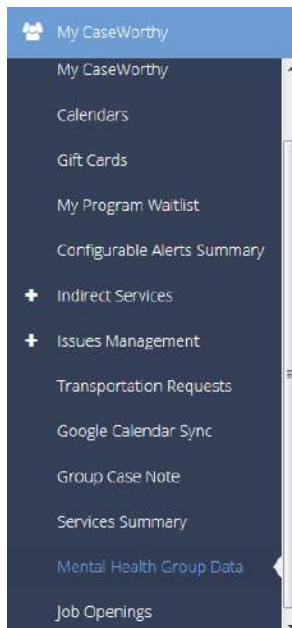 My CaseWorthy
My CaseWorthy
Calendars
Gift Cards
My Program Waitlist
Configurable Alerts Summary
Indirect Services
Issues Management
Transportation Requests
Google Calendar Sync
Group Case Note
Services Summary
Mental Health Group Data
Job Openings